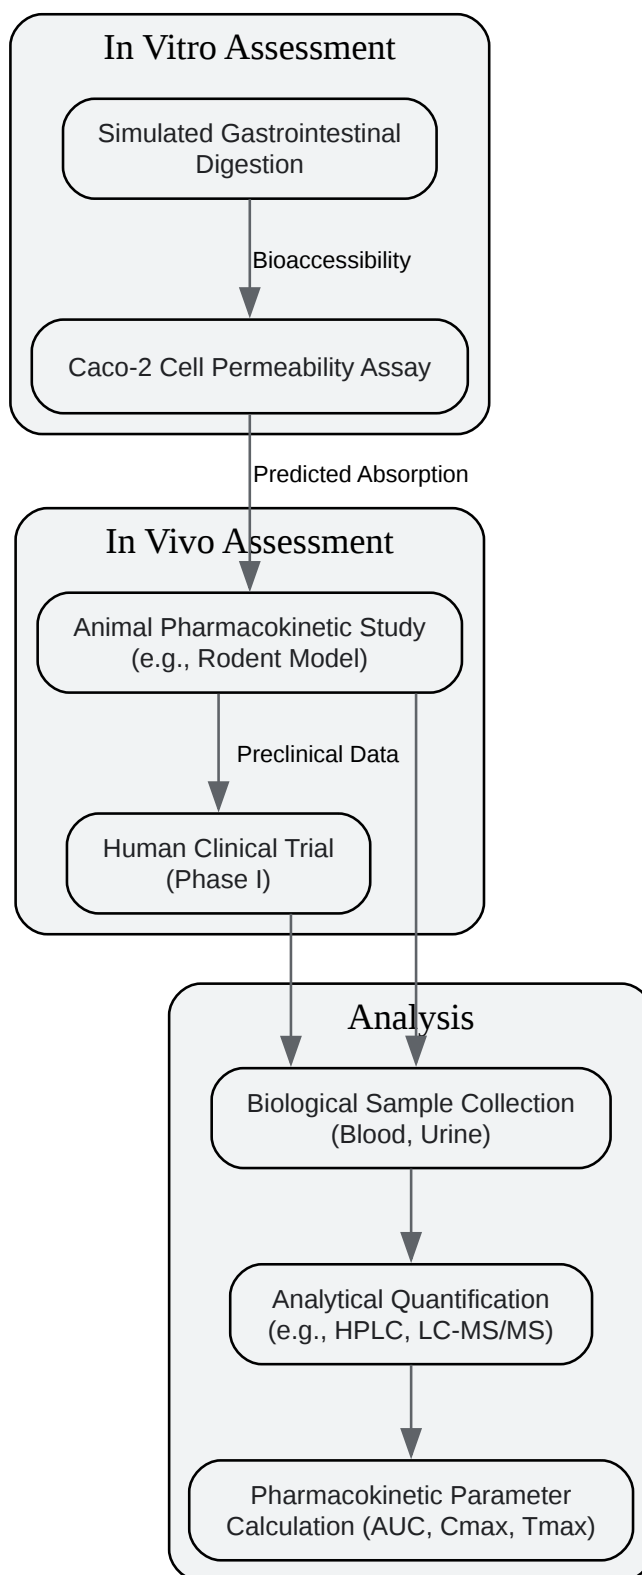 In Vitro Assessment
Simulated Gastrointestinal
Digestion
Bioaccessibility
Caco-2 Cell Permeability Assay
Predicted Absorption
In Vivo Assessment
Animal Pharmacokinetic Study
(e.g., Rodent Model)
Preclinical Data
Human Clinical Trial
(Phase I)
Analysis
Biological Sample Collection
(Blood, Urine)
Analytical Quantification
(e.g., HPLC, LC-MS/MS)
Pharmacokinetic Parameter
Calculation (AUC, Cmax, Tmax)